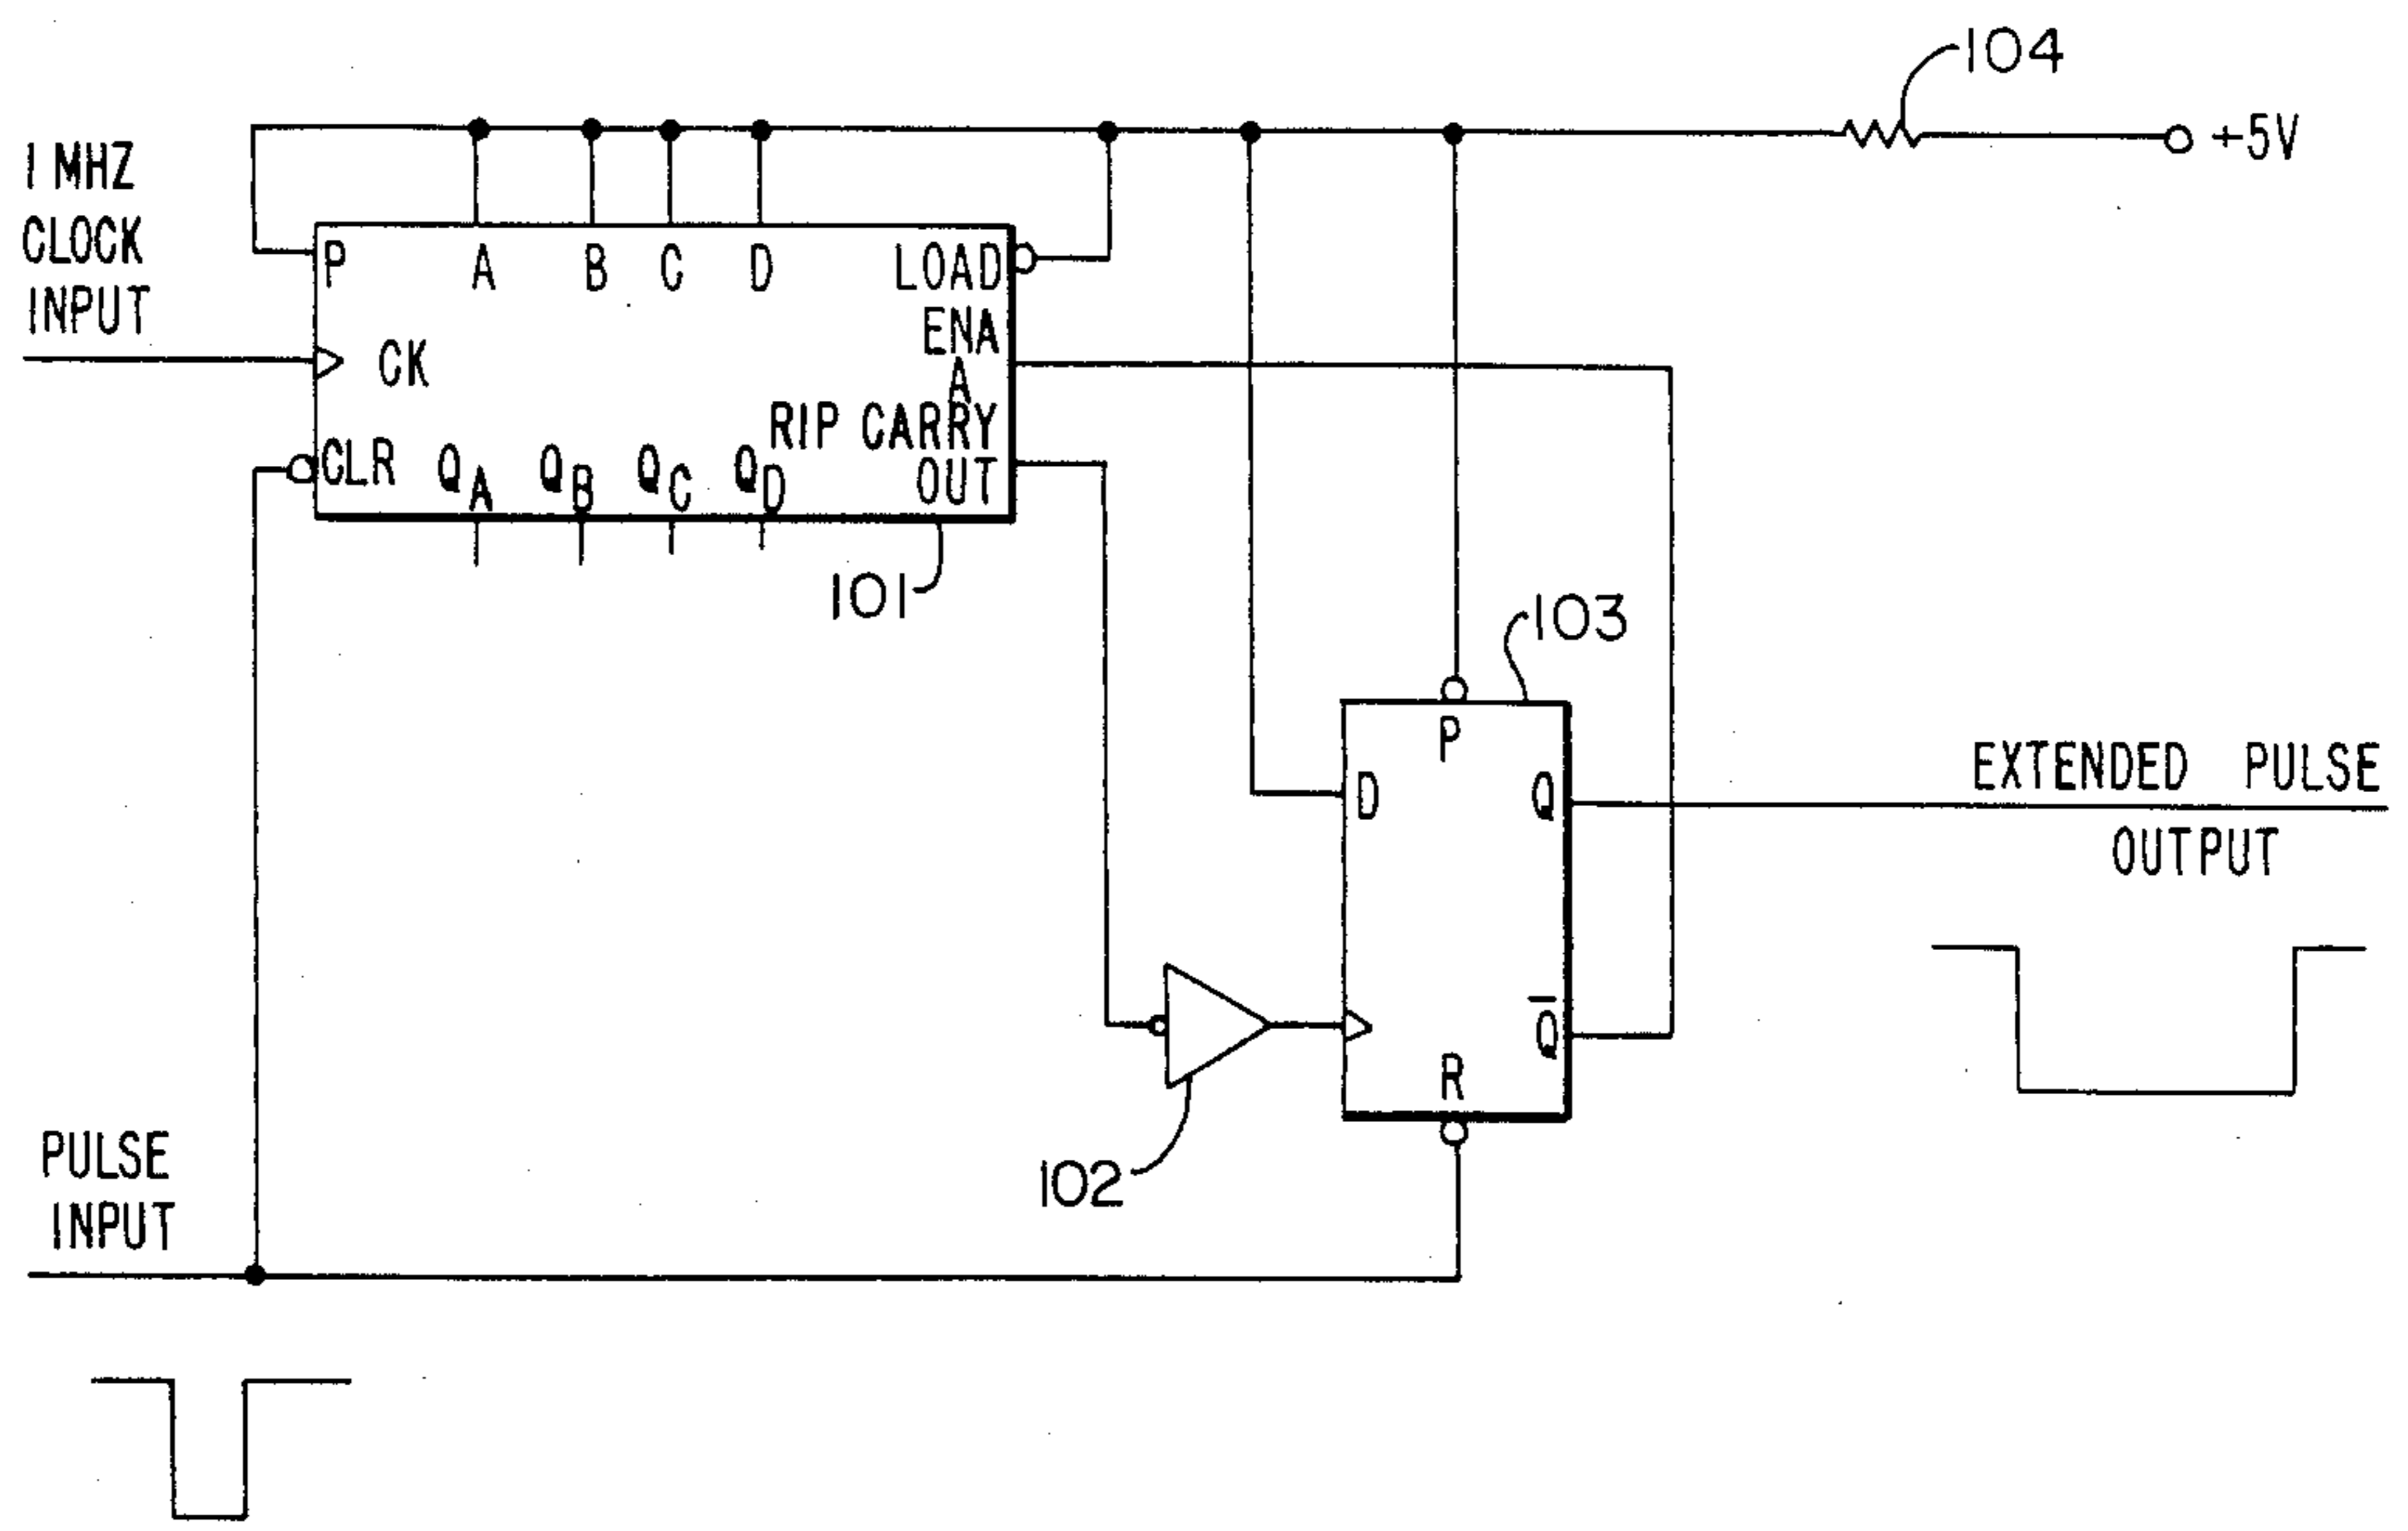 104
+5V
1 MHZ
CLOCK
INPUT
P
A
B
C
D
LOAD
ENA
A
CK
RIP CARRY
OUT
CLR
QA
QB
QC
QD
101
103
P
D
Q
EXTENDED PULSE
OUTPUT
Q̅
R
102
PULSE
INPUT